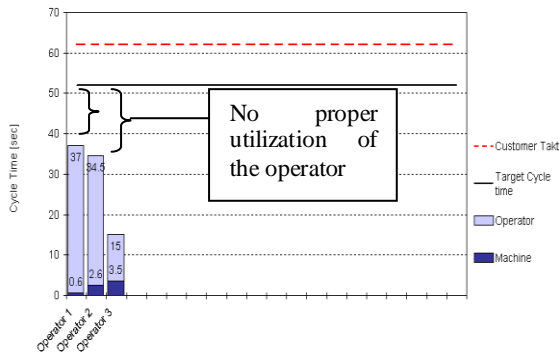 70
60
50
40
30
20
10
0
Cycle Time [sec]
No proper
utilization of
the operator
37
34.5
15
0.6
2.6
3.5
Operator 1
Operator 2
Operator 3
Customer Takt
Target Cycle
time
Operator
Machine